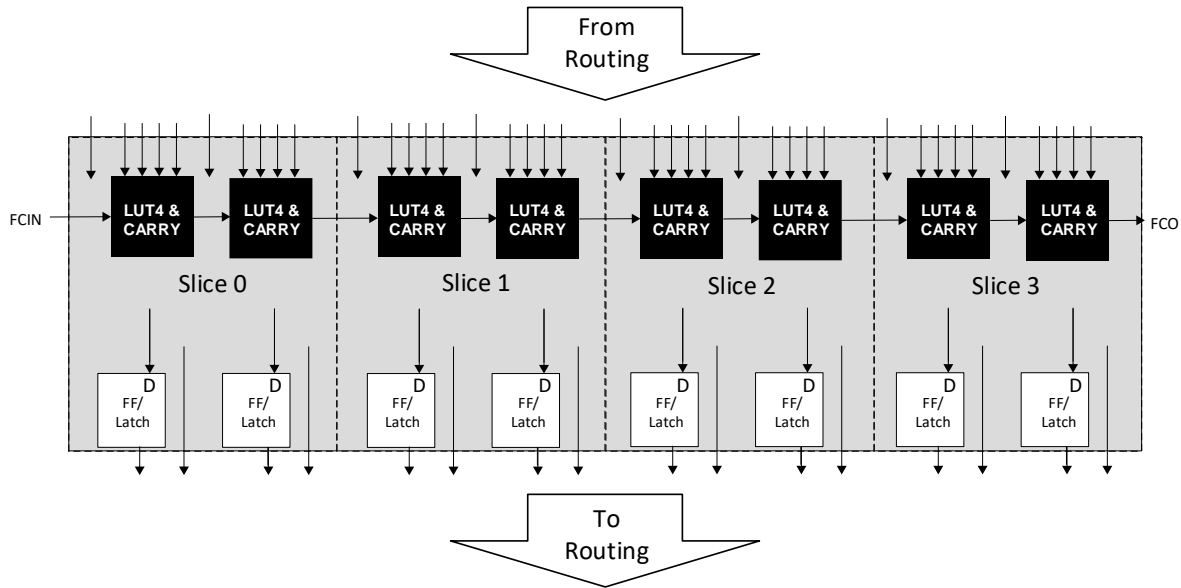 From
Routing
FCIN
LUT4 &
CARRY
LUT4 &
CARRY
LUT4 &
CARRY
LUT4 &
CARRY
LUT4 &
CARRY
LUT4 &
CARRY
LUT4 &
CARRY
LUT4 &
CARRY
FCO
Slice 0
Slice 1
Slice 2
Slice 3
D
FF/
Latch
D
FF/
Latch
D
FF/
Latch
D
FF/
Latch
D
FF/
Latch
D
FF/
Latch
D
FF/
Latch
D
FF/
Latch
To
Routing